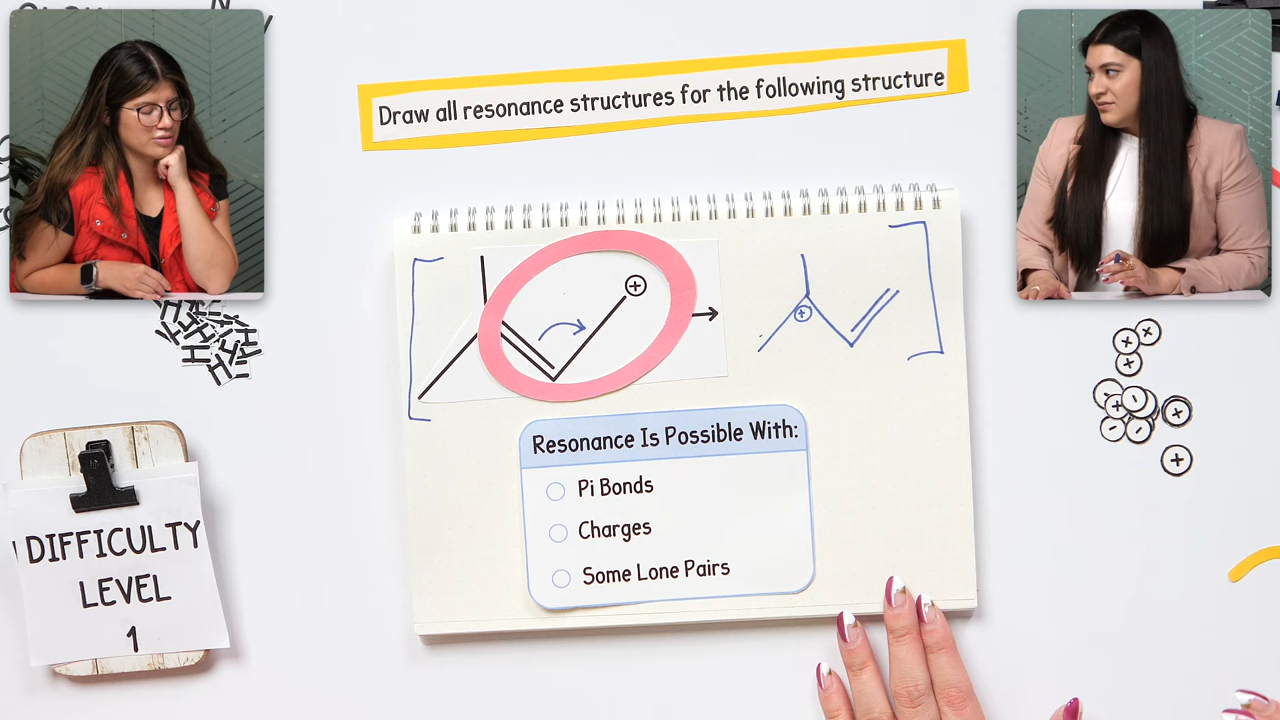 Draw all resonance structures for the following structure
+
+
Resonance Is Possible With:
Pi Bonds
Charges
Some Lone Pairs
DIFFICULTY
LEVEL
1